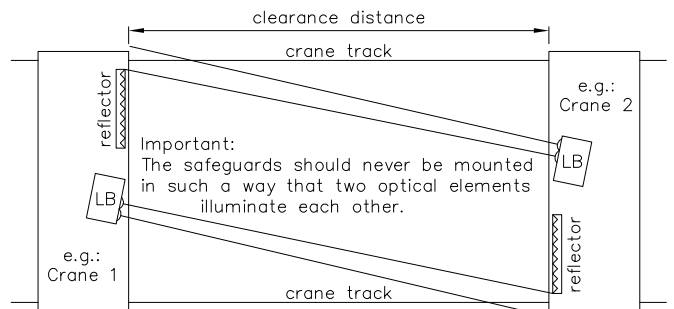 clearance distance
crane track
reflector
e.g.:
Crane 2
LB
Important:
The safeguards should never be mounted
in such a way that two optical elements
illuminate each other.
LB
e.g.:
Crane 1
reflector
crane track